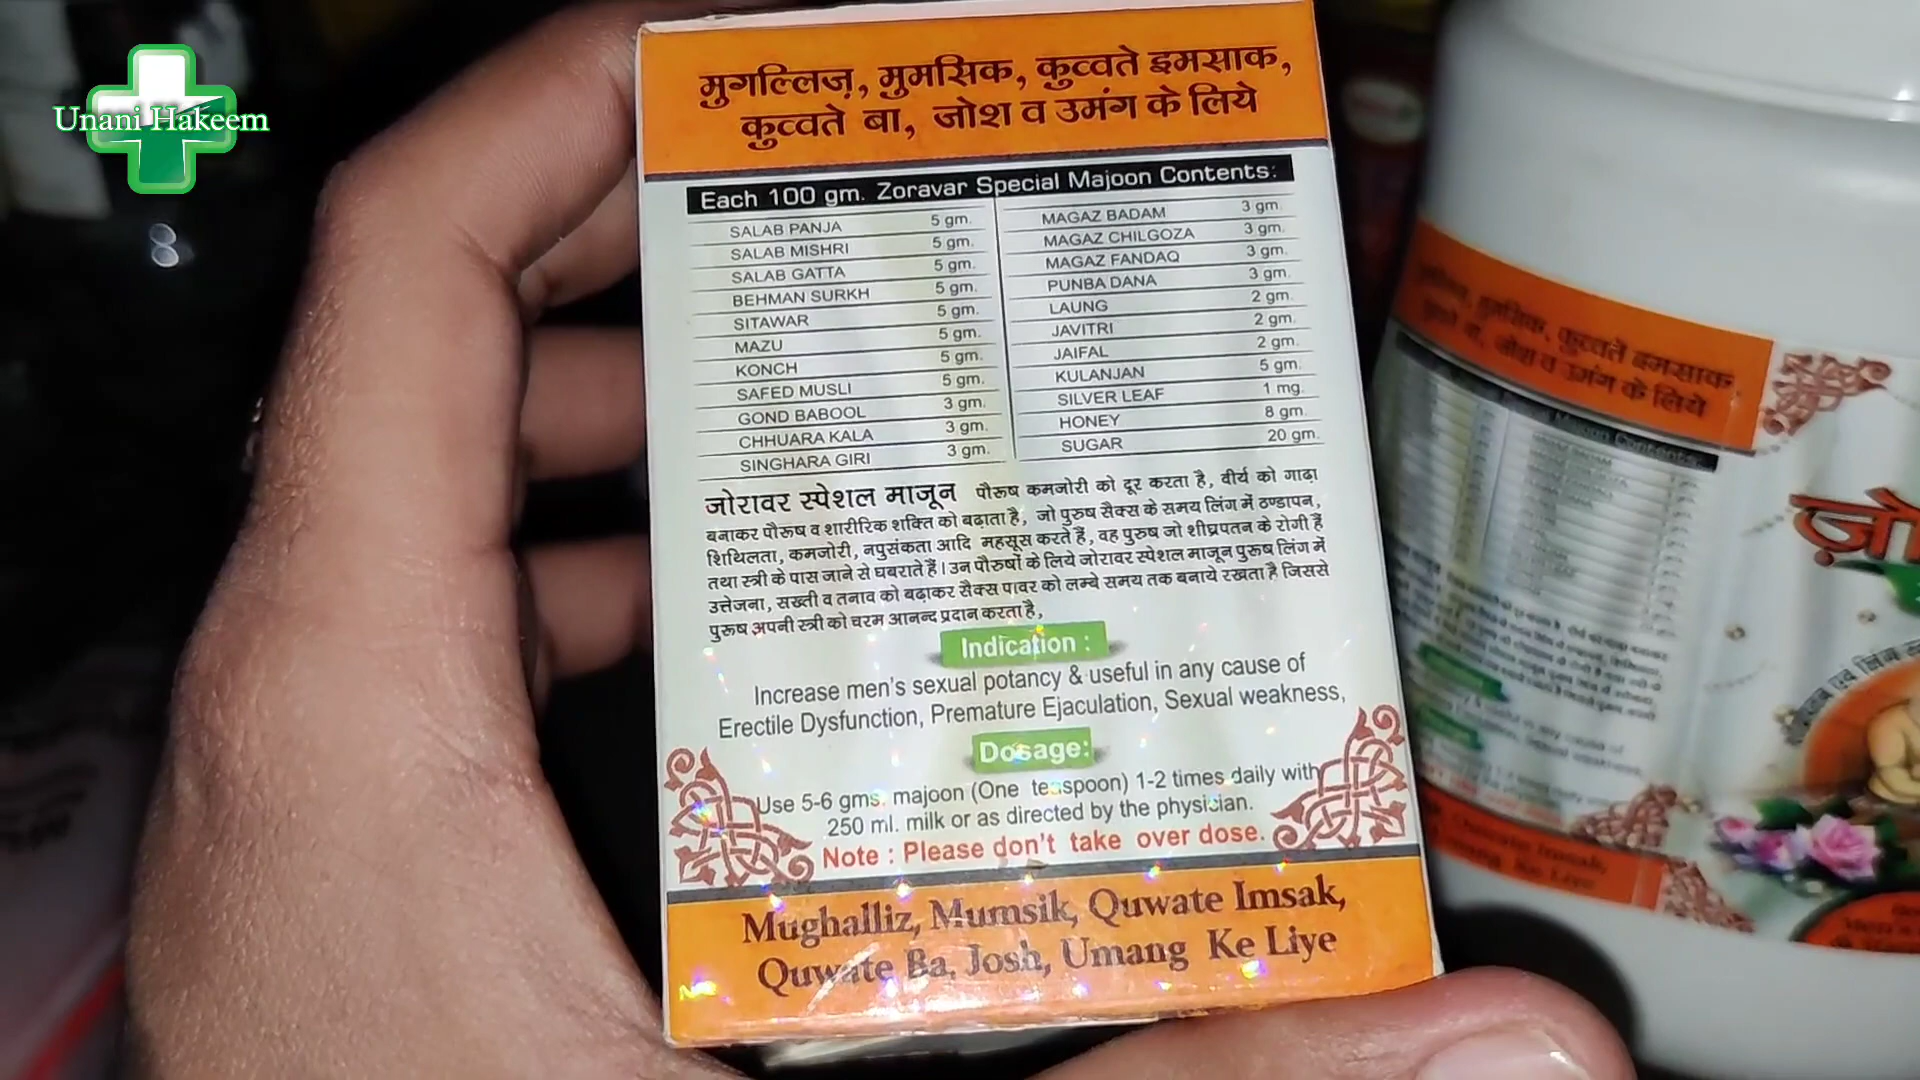 Unani Hakeem
मुगल्लिज़, मुमसिक, कुव्वते इमसाक,
कुव्वते बा, जोश व उमंग के लिये
Each 100 gm. Zoravar Special Majoon Contents:
SALAB PANJA 5 gm.
SALAB MISHRI 5 gm.
SALAB GATTA 5 gm.
BEHMAN SURKH 5 gm.
SITAWAR 5 gm.
MAZU 5 gm.
KONCH 5 gm.
SAFED MUSLI 5 gm.
GOND BABOOL 3 gm.
CHHUARA KALA 3 gm.
SINGHARA GIRI 3 gm.
MAGAZ BADAM 3 gm.
MAGAZ CHILGOZA 3 gm.
MAGAZ FANDAQ 3 gm.
PUNBA DANA 3 gm.
LAUNG 2 gm.
JAVITRI 2 gm.
JAIFAL 2 gm.
KULANJAN 5 gm.
SILVER LEAF 1 mg.
HONEY 8 gm.
SUGAR 20 gm.
जोरावर स्पेशल माजून पौरूष कमजोरी को दूर करता है, वीर्य को गाढ़ा
बनाकर पौरूष व शारीरिक शक्ति को बढ़ाता है, जो पुरुष सैक्स के समय लिंग में ठण्डापन,
शिथिलता, कमजोरी, नपुसंकता आदि महसूस करते हैं, वह पुरुष जो शीघ्रपतन के रोगी हैं
तथा स्त्री के पास जाने से घबराते हैं। उन पौरुषों के लिये जोरावर स्पेशल माजून पुरूष लिंग में
उत्तेजना, सख्ती व तनाव को बढ़ाकर सैक्स पावर को लम्बे समय तक बनाये रखता है जिससे
पुरूष अपनी स्त्री को चरम आनन्द प्रदान करता है,
Indication :
Increase men's sexual potancy & useful in any cause of
Erectile Dysfunction, Premature Ejaculation, Sexual weakness,
Dosage:
Use 5-6 gms. majoon (One teaspoon) 1-2 times daily with
250 ml. milk or as directed by the physician.
Note : Please don't take over dose.
Mughalliz, Mumsik, Quwate Imsak,
Quwate Ba, Josh, Umang Ke Liye
मुगल्लिज़, मुमसिक, कुव्वते इमसाक,
कुव्वते बा, जोश व उमंग के लिये